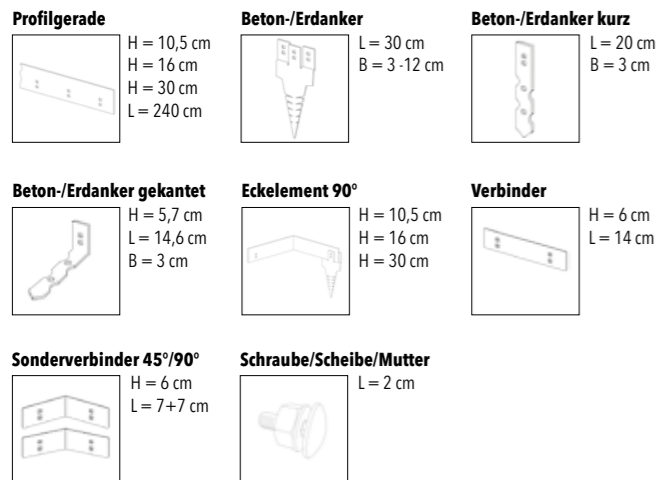 Profilgerade
H = 10,5 cm
H = 16 cm
H = 30 cm
L = 240 cm
Beton-/Erdanker
L = 30 cm
B = 3 -12 cm
Beton-/Erdanker kurz
L = 20 cm
B = 3 cm
Beton-/Erdanker gekantet
H = 5,7 cm
L = 14,6 cm
B = 3 cm
Eckelement 90°
H = 10,5 cm
H = 16 cm
H = 30 cm
Verbinder
H = 6 cm
L = 14 cm
Sonderverbinder 45°/90°
H = 6 cm
L = 7+7 cm
Schraube/Scheibe/Mutter
L = 2 cm